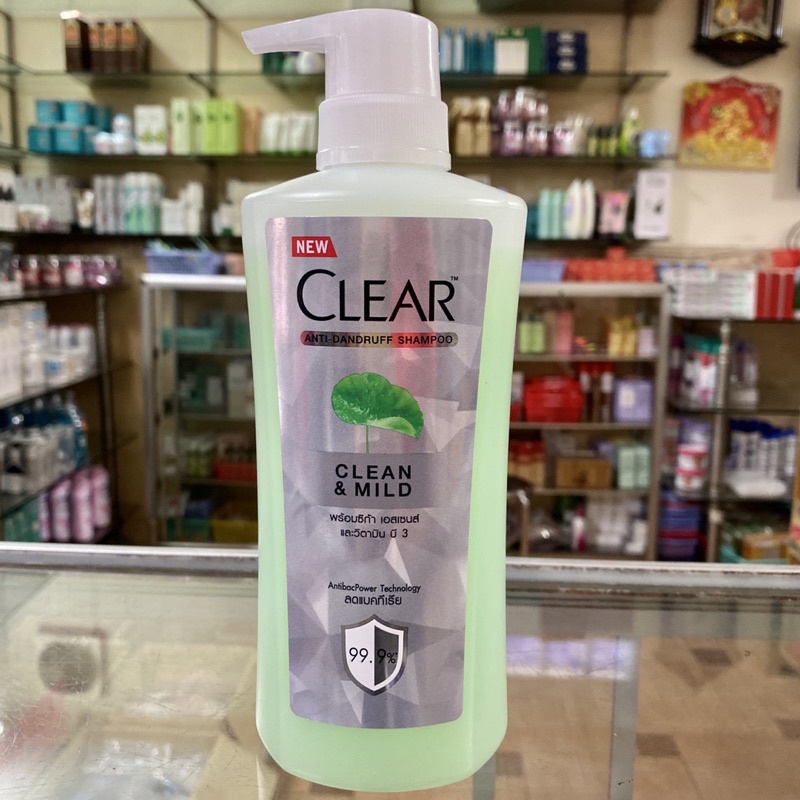 NEW
CLEAR™
ANTI-DANDRUFF SHAMPOO
CLEAN
& MILD
พร้อมซิก้า เอสเซนส์
และวิตามิน บี 3
AntibacPower Technology
ลดแบคทีเรีย
99.9%*